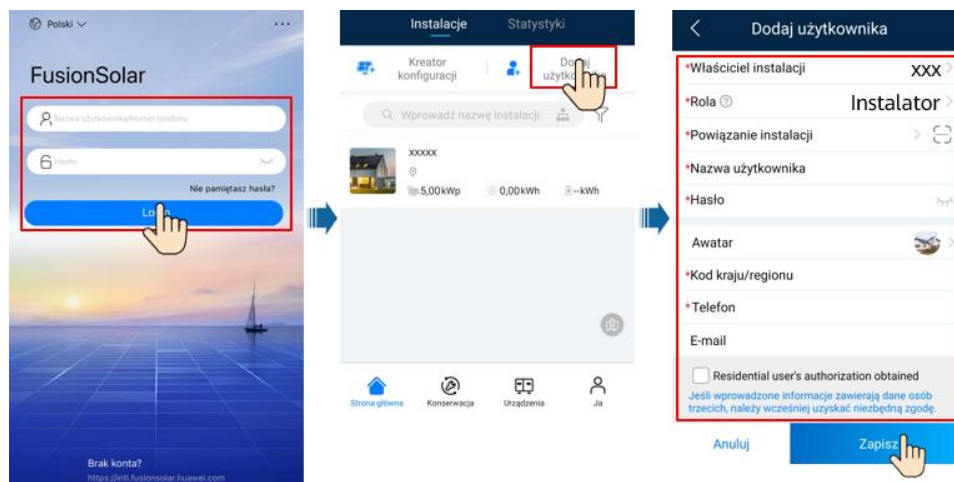 Polski
FusionSolar
Nazwa użytkownika/Numer telefonu
Hasło
Nie pamiętasz hasła?
Brak konta?
https://intl.fusionsolar.huawei.com
Instalacje Statystyki
Kreator
konfiguracji
Wprowadź nazwę instalacji.
xxxxx
5,00kWp 0,00kWh --kWh
Strona główna Konserwacja Urządzenia Ja
Dodaj użytkownika
*Właściciel instalacji xxx
*Rola Instalator
*Powiązanie instalacji
*Nazwa użytkownika
*Hasło
Awatar
*Kod kraju/regionu
*Telefon
E-mail
Residential user's authorization obtained
Jeśli wprowadzone informacje zawierają dane osób
trzecich, należy wcześniej uzyskać niezbędną zgodę.
Anuluj Zapisz